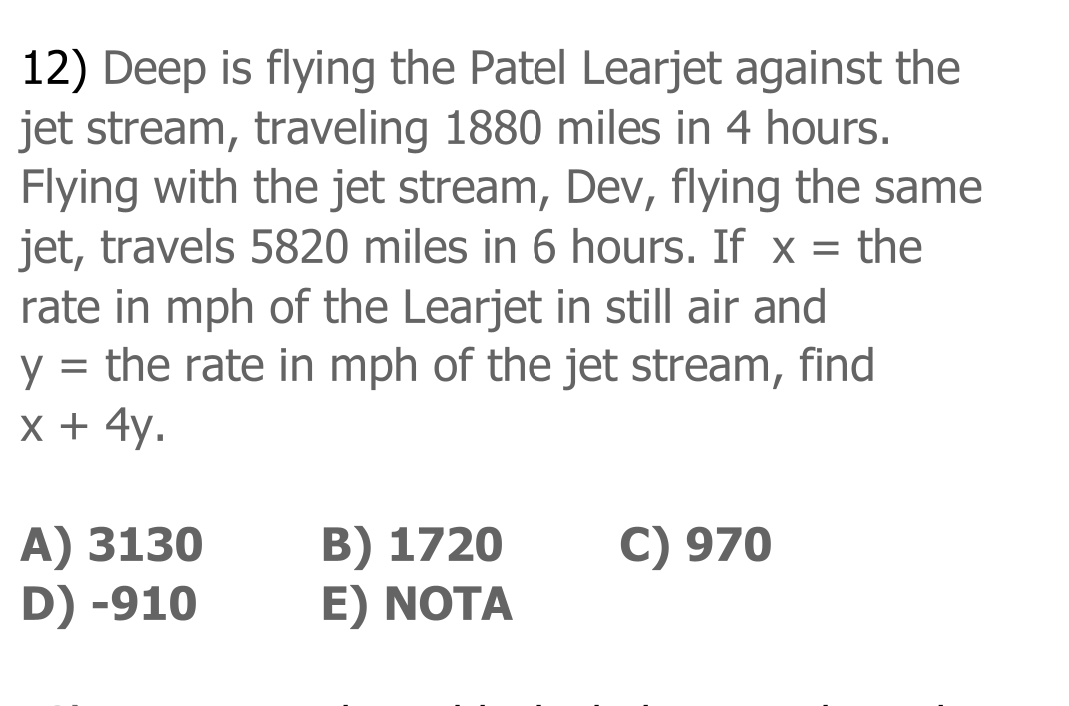 12) Deep is flying the Patel Learjet against the
jet stream, traveling 1880 miles in 4 hours.
Flying with the jet stream, Dev, flying the same
jet, travels 5820 miles in 6 hours. If  x = the
rate in mph of the Learjet in still air and
y = the rate in mph of the jet stream, find
x + 4y.
A) 3130 B) 1720 C) 970
D) -910 E) NOTA